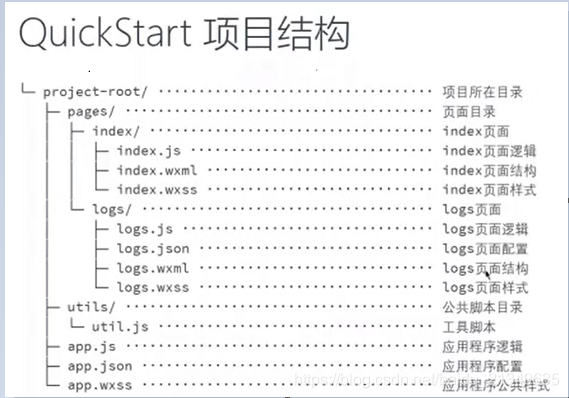 QuickStart 项目结构
└─ project-root/ ································· 项目所在目录
├─ pages/ ································· 页面目录
├─ index/ ································· index页面
├─ index.js ································· index页面逻辑
├─ index.wxml ································· index页面结构
└─ index.wxss ································· index页面样式
└─ logs/ ································· logs页面
├─ logs.js ································· logs页面逻辑
├─ logs.json ································· logs页面配置
├─ logs.wxml ································· logs页面结构
└─ logs.wxss ································· logs页面样式
├─ utils/ ································· 公共脚本目录
└─ util.js ································· 工具脚本
├─ app.js ································· 应用程序逻辑
├─ app.json ································· 应用程序配置
└─ app.wxss ································· 应用程序公共样式